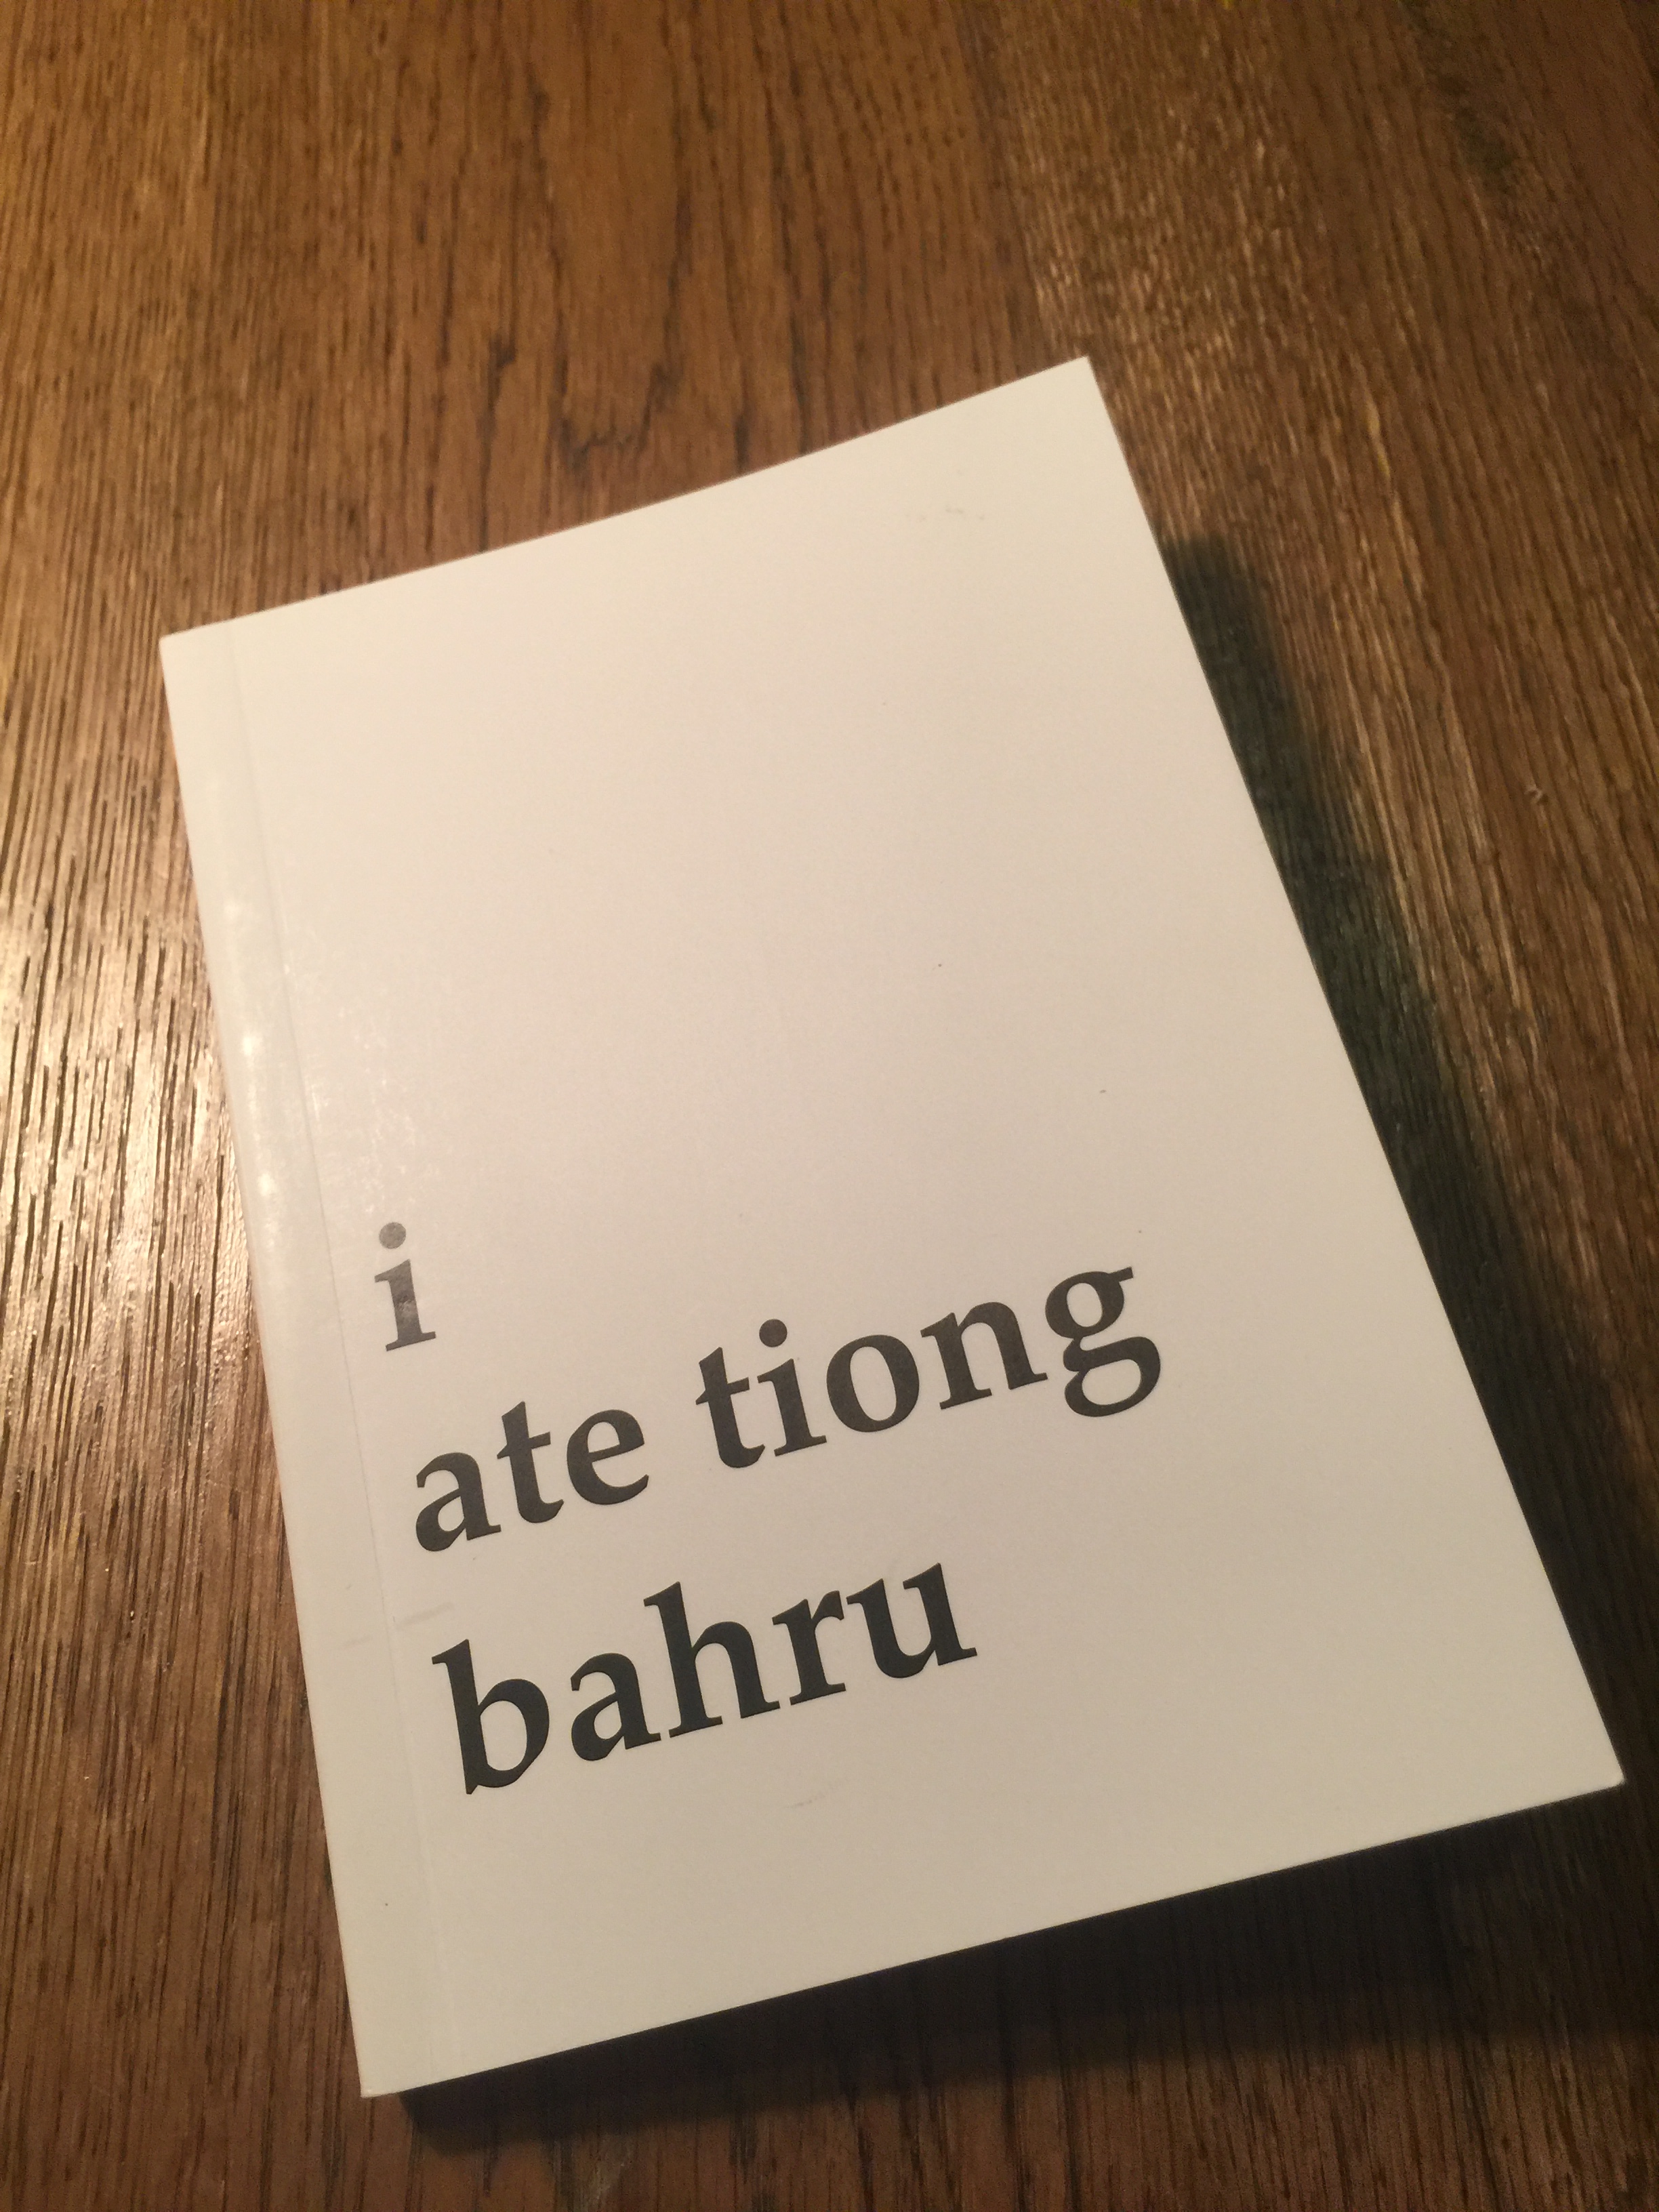 i
ate tiong
bahru